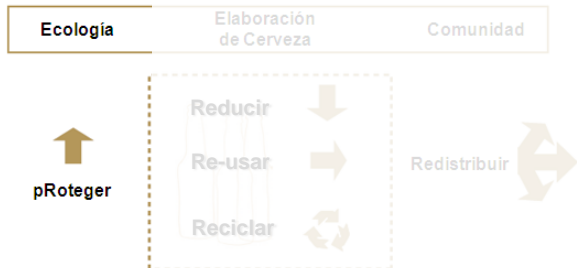 Ecología
Elaboración
de Cerveza
Comunidad
Reducir
Re-usar
Redistribuir
pRoteger
Reciclar